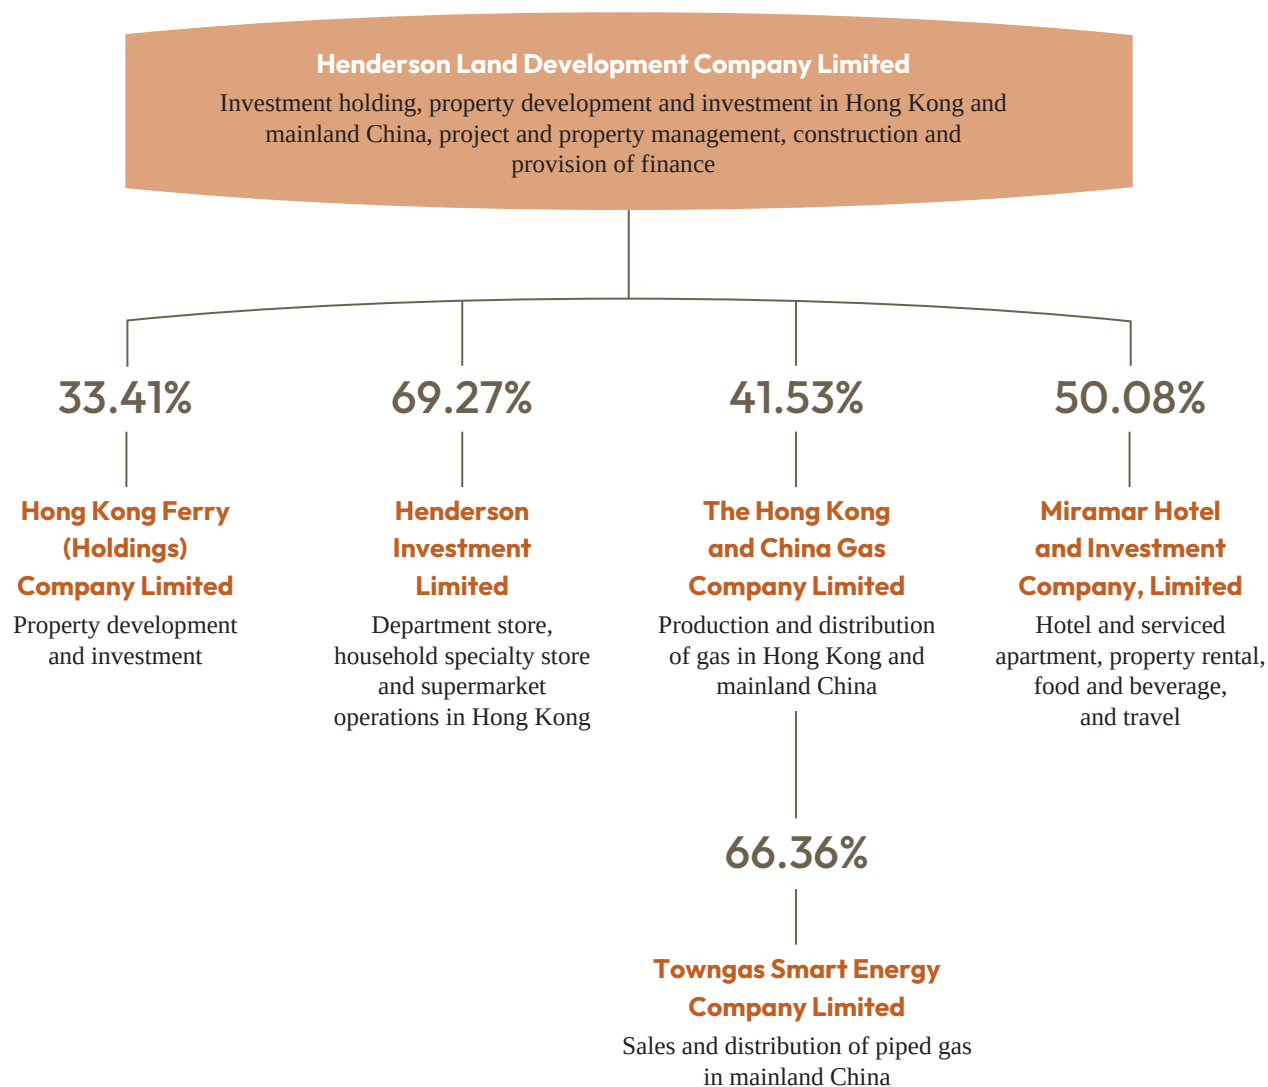 Henderson Land Development Company Limited
Investment holding, property development and investment in Hong Kong and
mainland China, project and property management, construction and
provision of finance
33.41%
Hong Kong Ferry
(Holdings)
Company Limited
Property development
and investment
69.27%
Henderson
Investment
Limited
Department store,
household specialty store
and supermarket
operations in Hong Kong
41.53%
The Hong Kong
and China Gas
Company Limited
Production and distribution
of gas in Hong Kong and
mainland China
66.36%
Towngas Smart Energy
Company Limited
Sales and distribution of piped gas
in mainland China
50.08%
Miramar Hotel
and Investment
Company, Limited
Hotel and serviced
apartment, property rental,
food and beverage,
and travel